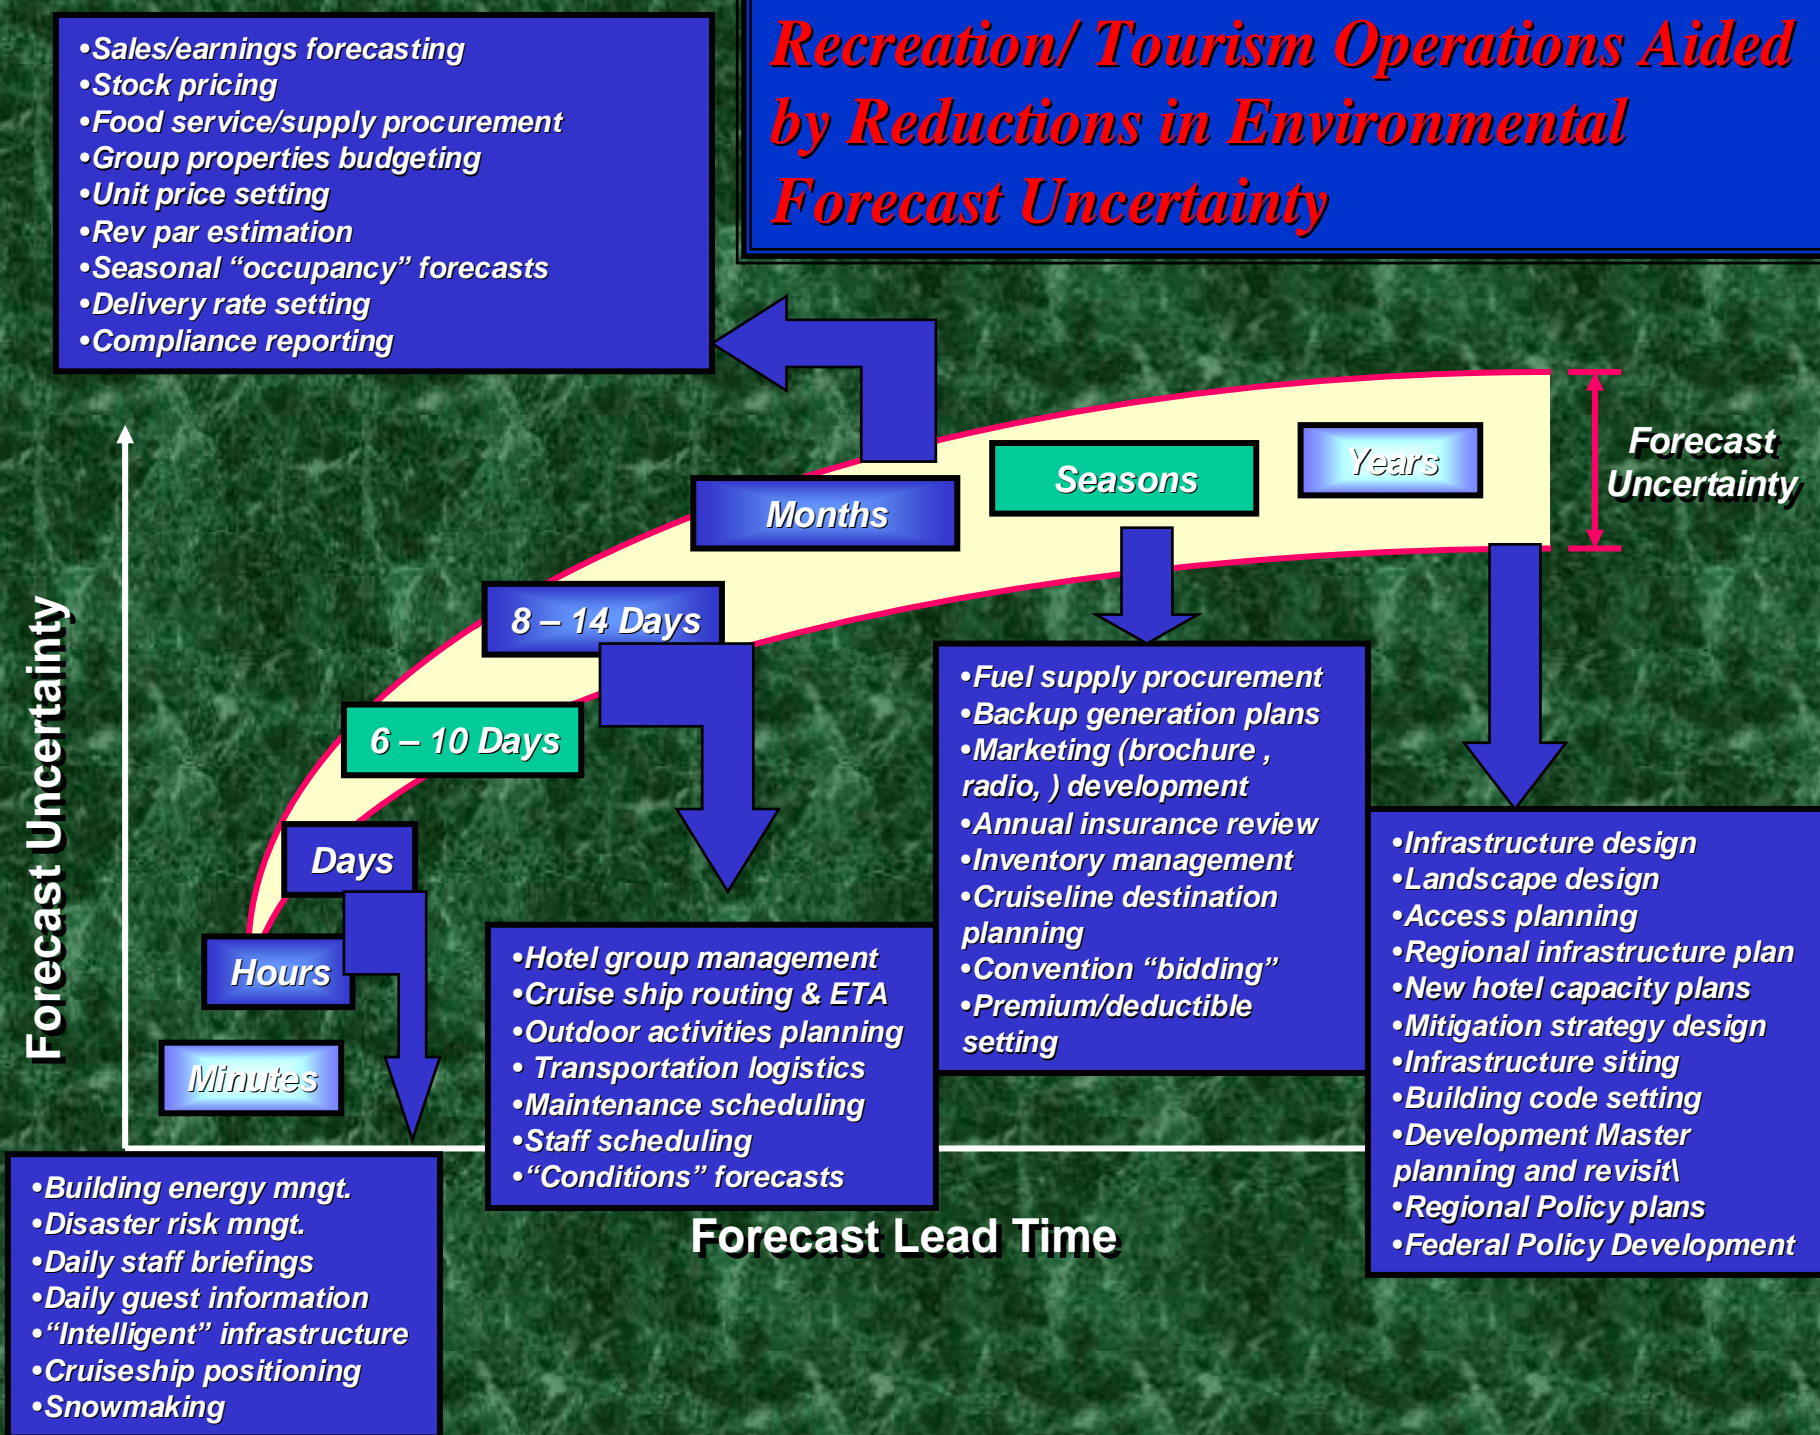 Recreation/ Tourism Operations Aided
by Reductions in Environmental
Forecast Uncertainty
•Sales/earnings forecasting
•Stock pricing
•Food service/supply procurement
•Group properties budgeting
•Unit price setting
•Rev par estimation
•Seasonal “occupancy” forecasts
•Delivery rate setting
•Compliance reporting
Forecast
Uncertainty
Years
Seasons
Months
8 – 14 Days
6 – 10 Days
Days
Hours
Minutes
Forecast Uncertainty
•Fuel supply procurement
•Backup generation plans
•Marketing (brochure ,
radio, ) development
•Annual insurance review
•Inventory management
•Cruiseline destination
planning
•Convention “bidding”
•Premium/deductible
setting
•Infrastructure design
•Landscape design
•Access planning
•Regional infrastructure plan
•New hotel capacity plans
•Mitigation strategy design
•Infrastructure siting
•Building code setting
•Development Master
planning and revisit\
•Regional Policy plans
•Federal Policy Development
•Hotel group management
•Cruise ship routing & ETA
•Outdoor activities planning
• Transportation logistics
•Maintenance scheduling
•Staff scheduling
•“Conditions” forecasts
Forecast Lead Time
•Building energy mngt.
•Disaster risk mngt.
•Daily staff briefings
•Daily guest information
•“Intelligent” infrastructure
•Cruiseship positioning
•Snowmaking